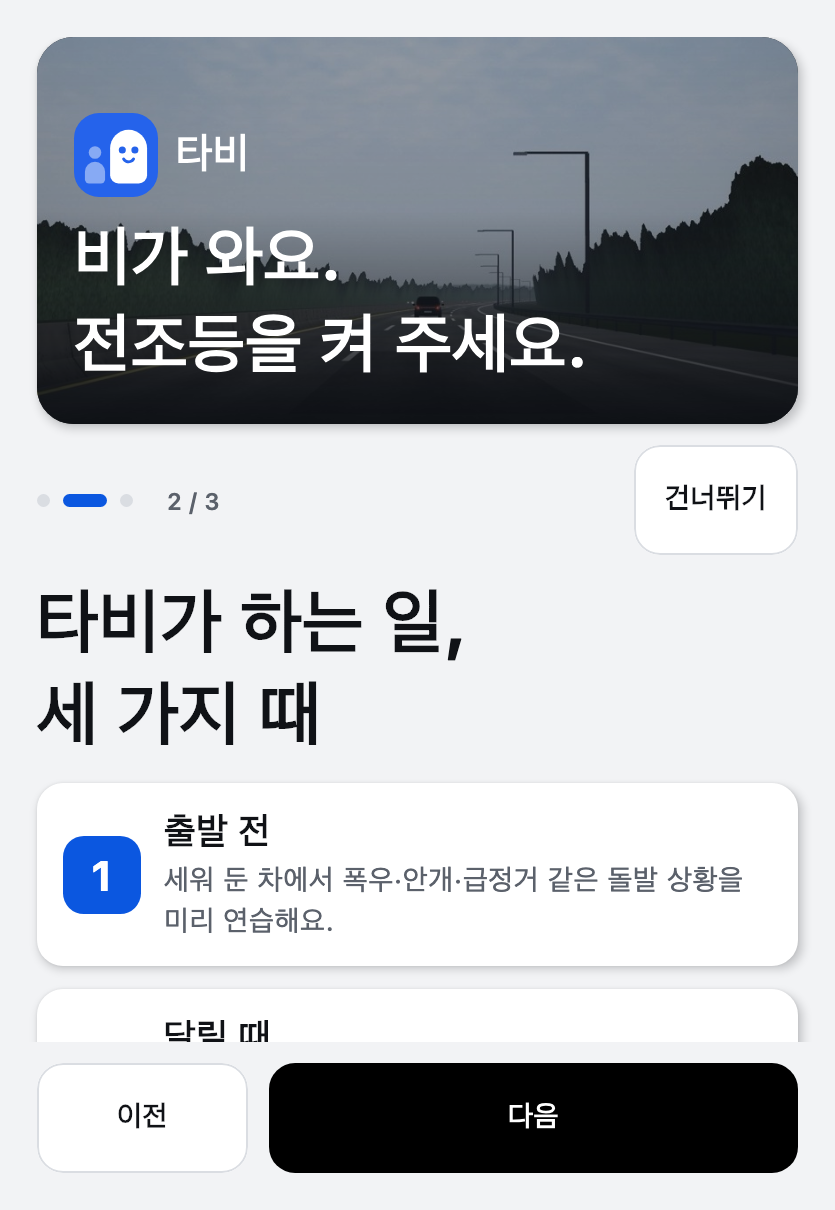 타비
비가 와요.
전조등을 켜 주세요.
2 / 3
건너뛰기
타비가 하는 일,
세 가지 때
1
출발 전
세워 둔 차에서 폭우·안개·급정거 같은 돌발 상황을
미리 연습해요.
달릴 때
이전
다음